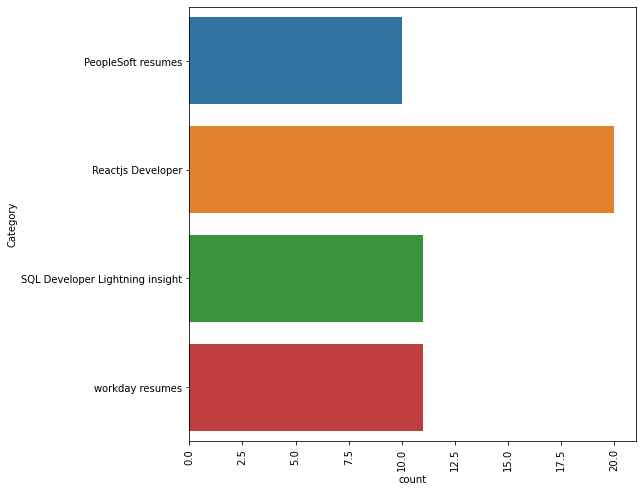 PeopleSoft resumes
Reactjs Developer
Category
SQL Developer Lightning insight
workday resumes
0.0 2.5 5.0 7.5 10.0 12.5 15.0 17.5 20.0
count